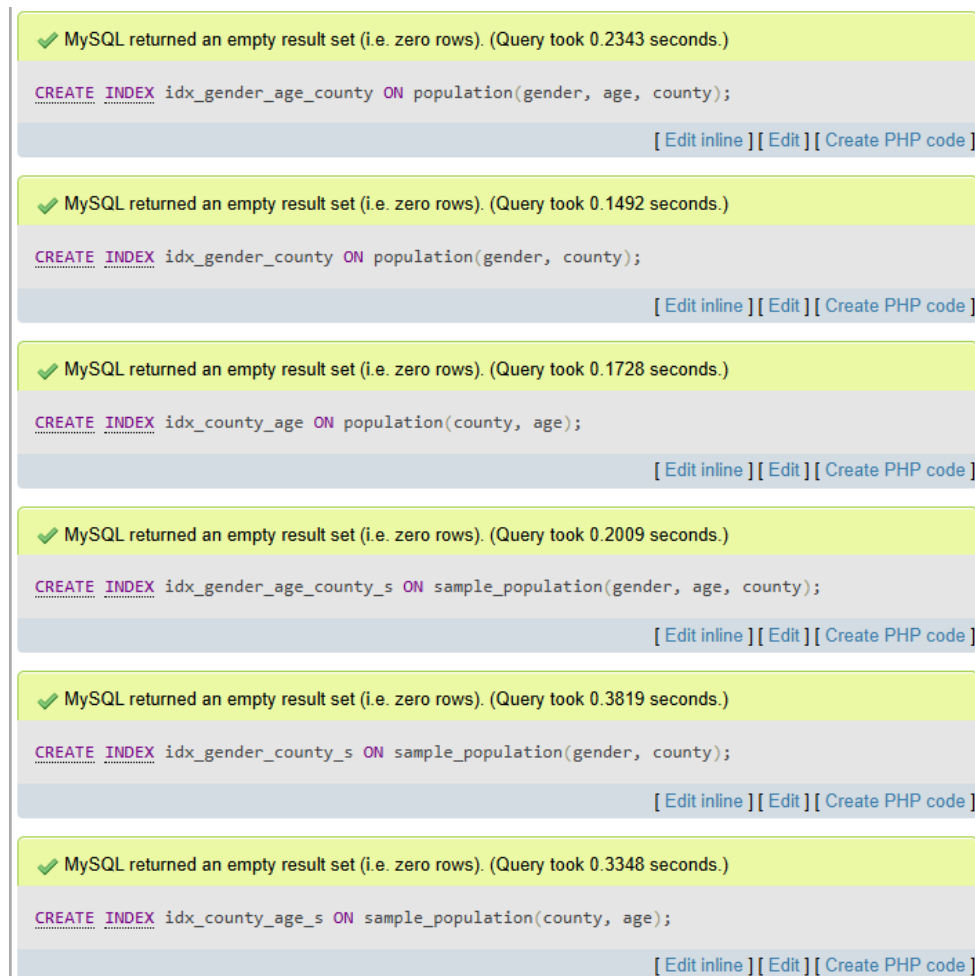 MySQL returned an empty result set (i.e. zero rows). (Query took 0.2343 seconds.)
CREATE INDEX idx_gender_age_county ON population(gender, age, county);
[ Edit inline ] [ Edit ] [ Create PHP code ]
MySQL returned an empty result set (i.e. zero rows). (Query took 0.1492 seconds.)
CREATE INDEX idx_gender_county ON population(gender, county);
[ Edit inline ] [ Edit ] [ Create PHP code ]
MySQL returned an empty result set (i.e. zero rows). (Query took 0.1728 seconds.)
CREATE INDEX idx_county_age ON population(county, age);
[ Edit inline ] [ Edit ] [ Create PHP code ]
MySQL returned an empty result set (i.e. zero rows). (Query took 0.2009 seconds.)
CREATE INDEX idx_gender_age_county_s ON sample_population(gender, age, county);
[ Edit inline ] [ Edit ] [ Create PHP code ]
MySQL returned an empty result set (i.e. zero rows). (Query took 0.3819 seconds.)
CREATE INDEX idx_gender_county_s ON sample_population(gender, county);
[ Edit inline ] [ Edit ] [ Create PHP code ]
MySQL returned an empty result set (i.e. zero rows). (Query took 0.3348 seconds.)
CREATE INDEX idx_county_age_s ON sample_population(county, age);
[ Edit inline ] [ Edit ] [ Create PHP code ]